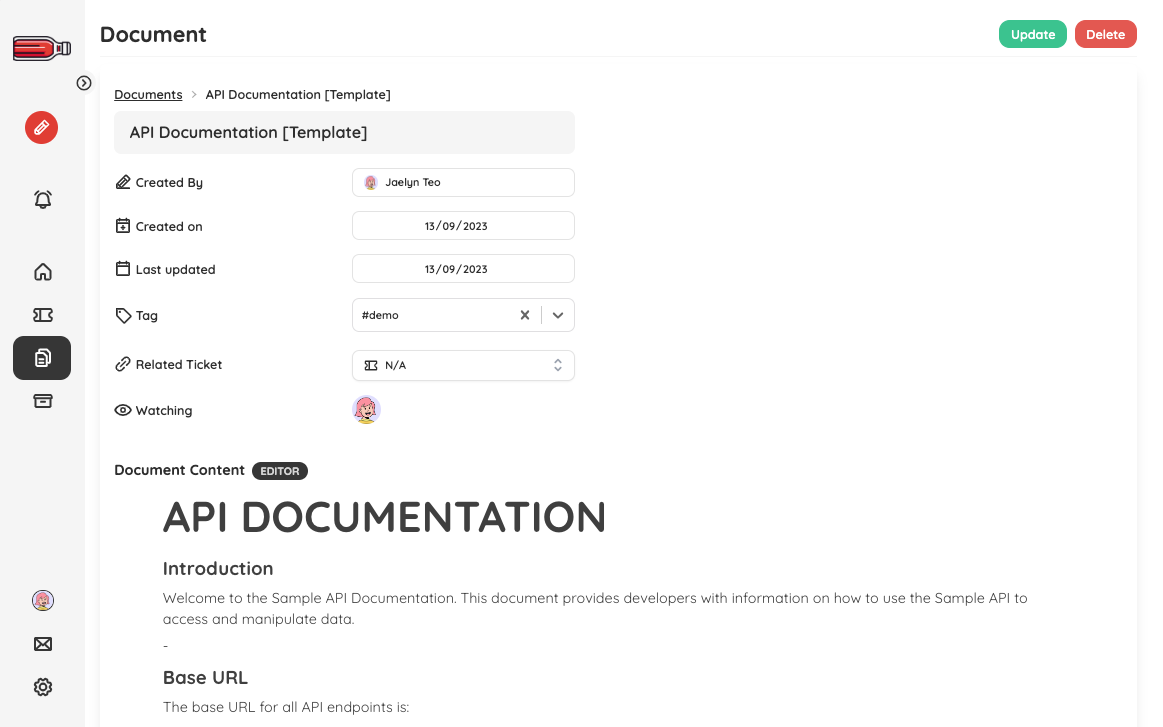 Document
Update
Delete
Documents > API Documentation [Template]
API Documentation [Template]
Created By
Jaelyn Teo
Created on
13/09/2023
Last updated
13/09/2023
Tag
#demo
Related Ticket
N/A
Watching
Document Content
EDITOR
API DOCUMENTATION
Introduction
Welcome to the Sample API Documentation. This document provides developers with information on how to use the Sample API to
access and manipulate data.
-
Base URL
The base URL for all API endpoints is: